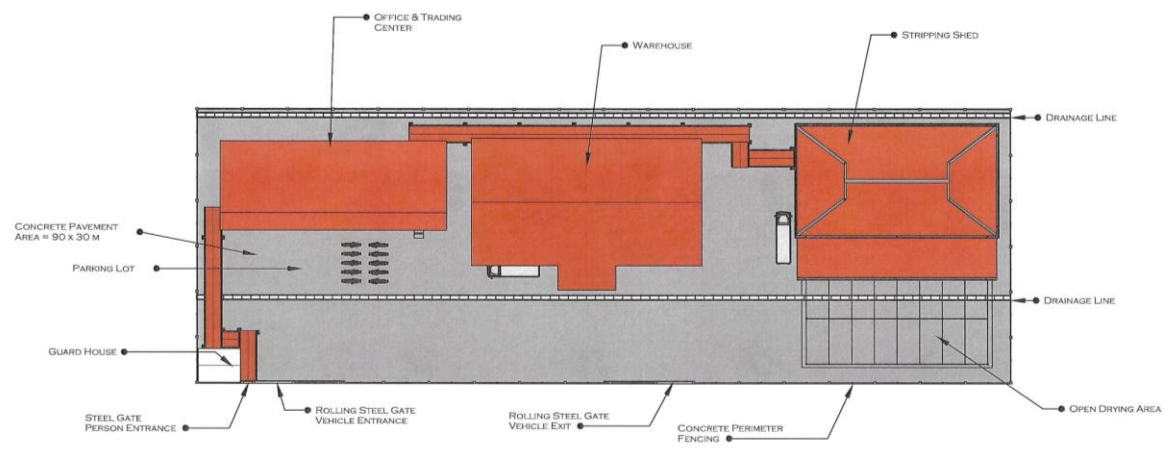 OFFICE & TRADING
CENTER
WAREHOUSE
STRIPPING SHED
DRAINAGE LINE
CONCRETE PAVEMENT
AREA = 90 X 30 M
PARKING LOT
DRAINAGE LINE
GUARD HOUSE
STEEL GATE
PERSON ENTRANCE
ROLLING STEEL GATE
VEHICLE ENTRANCE
ROLLING STEEL GATE
VEHICLE EXIT
CONCRETE PERIMETER
FENCING
OPEN DRYING AREA